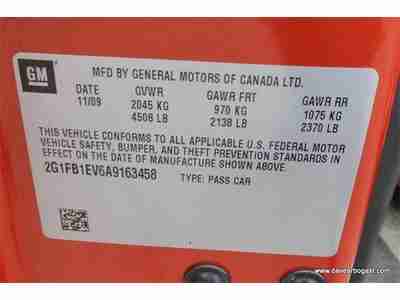 GM
MFD BY GENERAL MOTORS OF CANADA LTD.
DATE GVWR GAWR FRT GAWR RR
11/09 2045 KG 970 KG 1075 KG
4508 LB 2138 LB 2370 LB
THIS VEHICLE CONFORMS TO ALL APPLICABLE U.S. FEDERAL MOTOR
VEHICLE SAFETY, BUMPER, AND THEFT PREVENTION STANDARDS IN
EFFECT ON THE DATE OF MANUFACTURE SHOWN ABOVE.
2G1FB1EV6A9163458 TYPE: PASS CAR
www.davearbogast.com